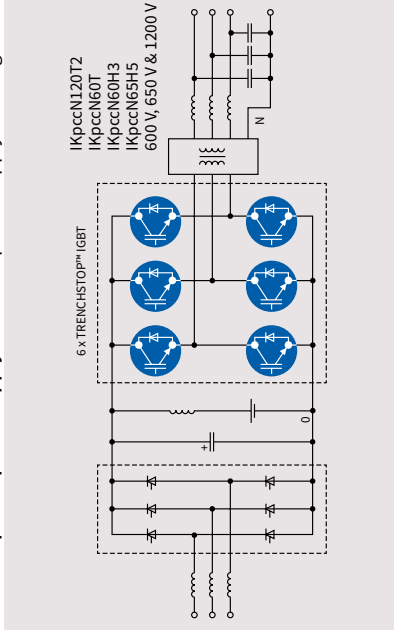 IKpccN120T2
IKpccN60T
IKpccN60H3
IKpccN65H5
600 V, 650 V & 1200 V
N
6 x TRENCHSTOP™ IGBT
+
0